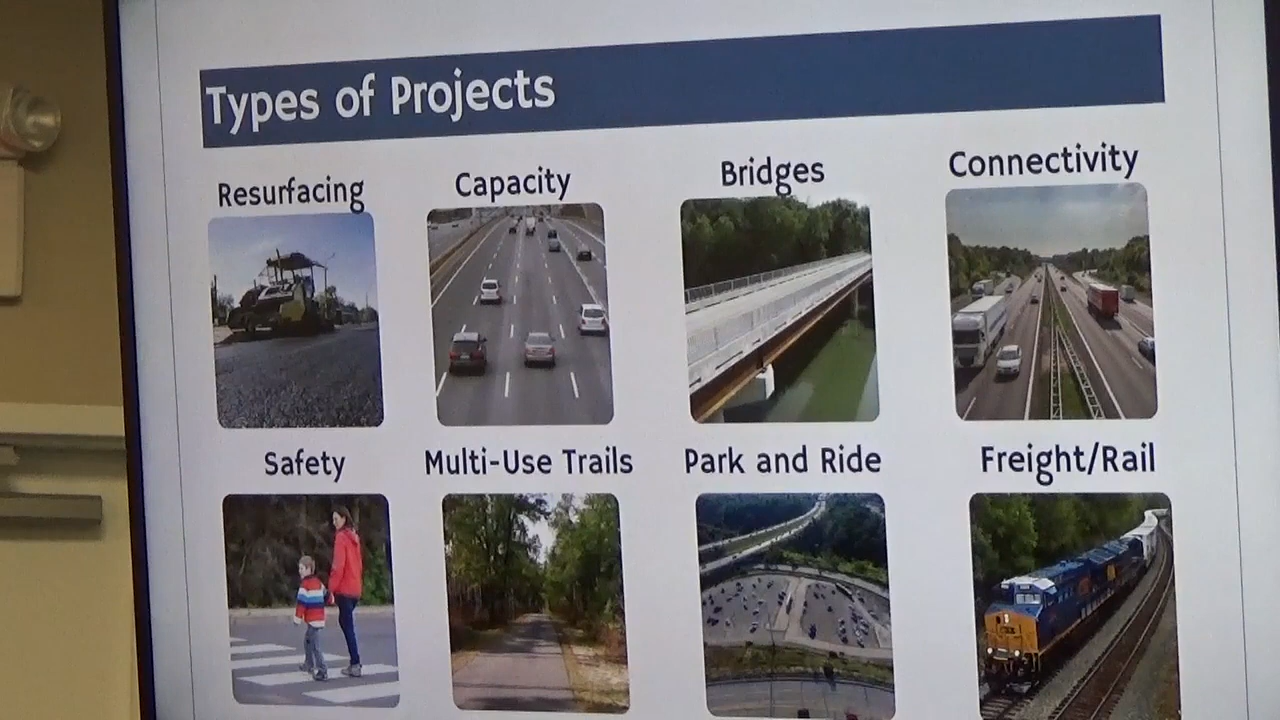 Types of Projects
Resurfacing
Capacity
Bridges
Connectivity
Safety
Multi-Use Trails
Park and Ride
Freight/Rail